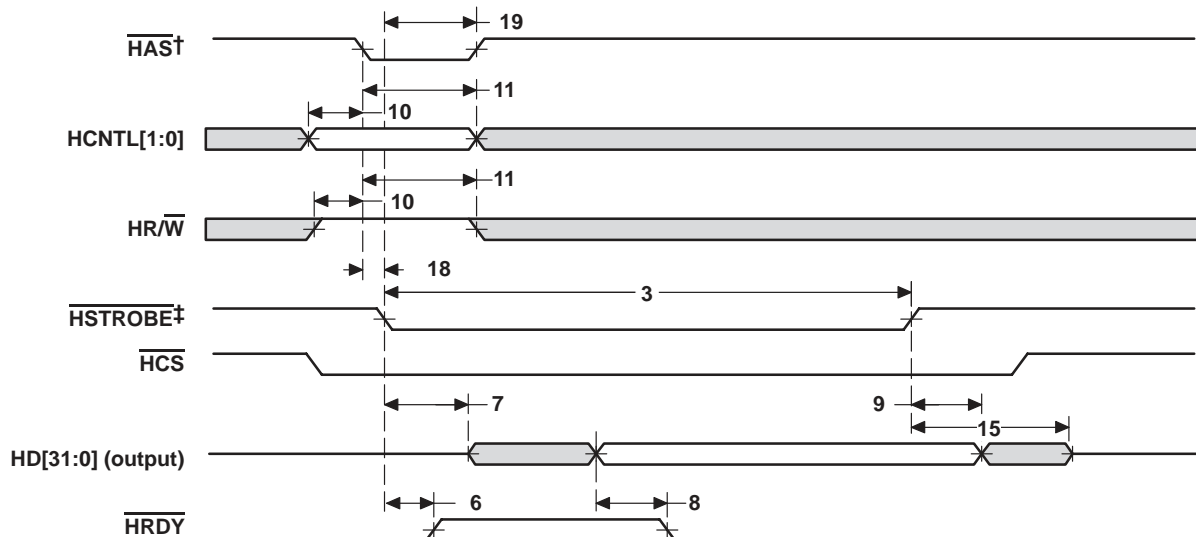 19
HAS†
11
10
HCNTL[1:0]
11
10
HR/W
18
3
HSTROBE‡
HCS
7
9
15
HD[31:0] (output)
6
8
HRDY